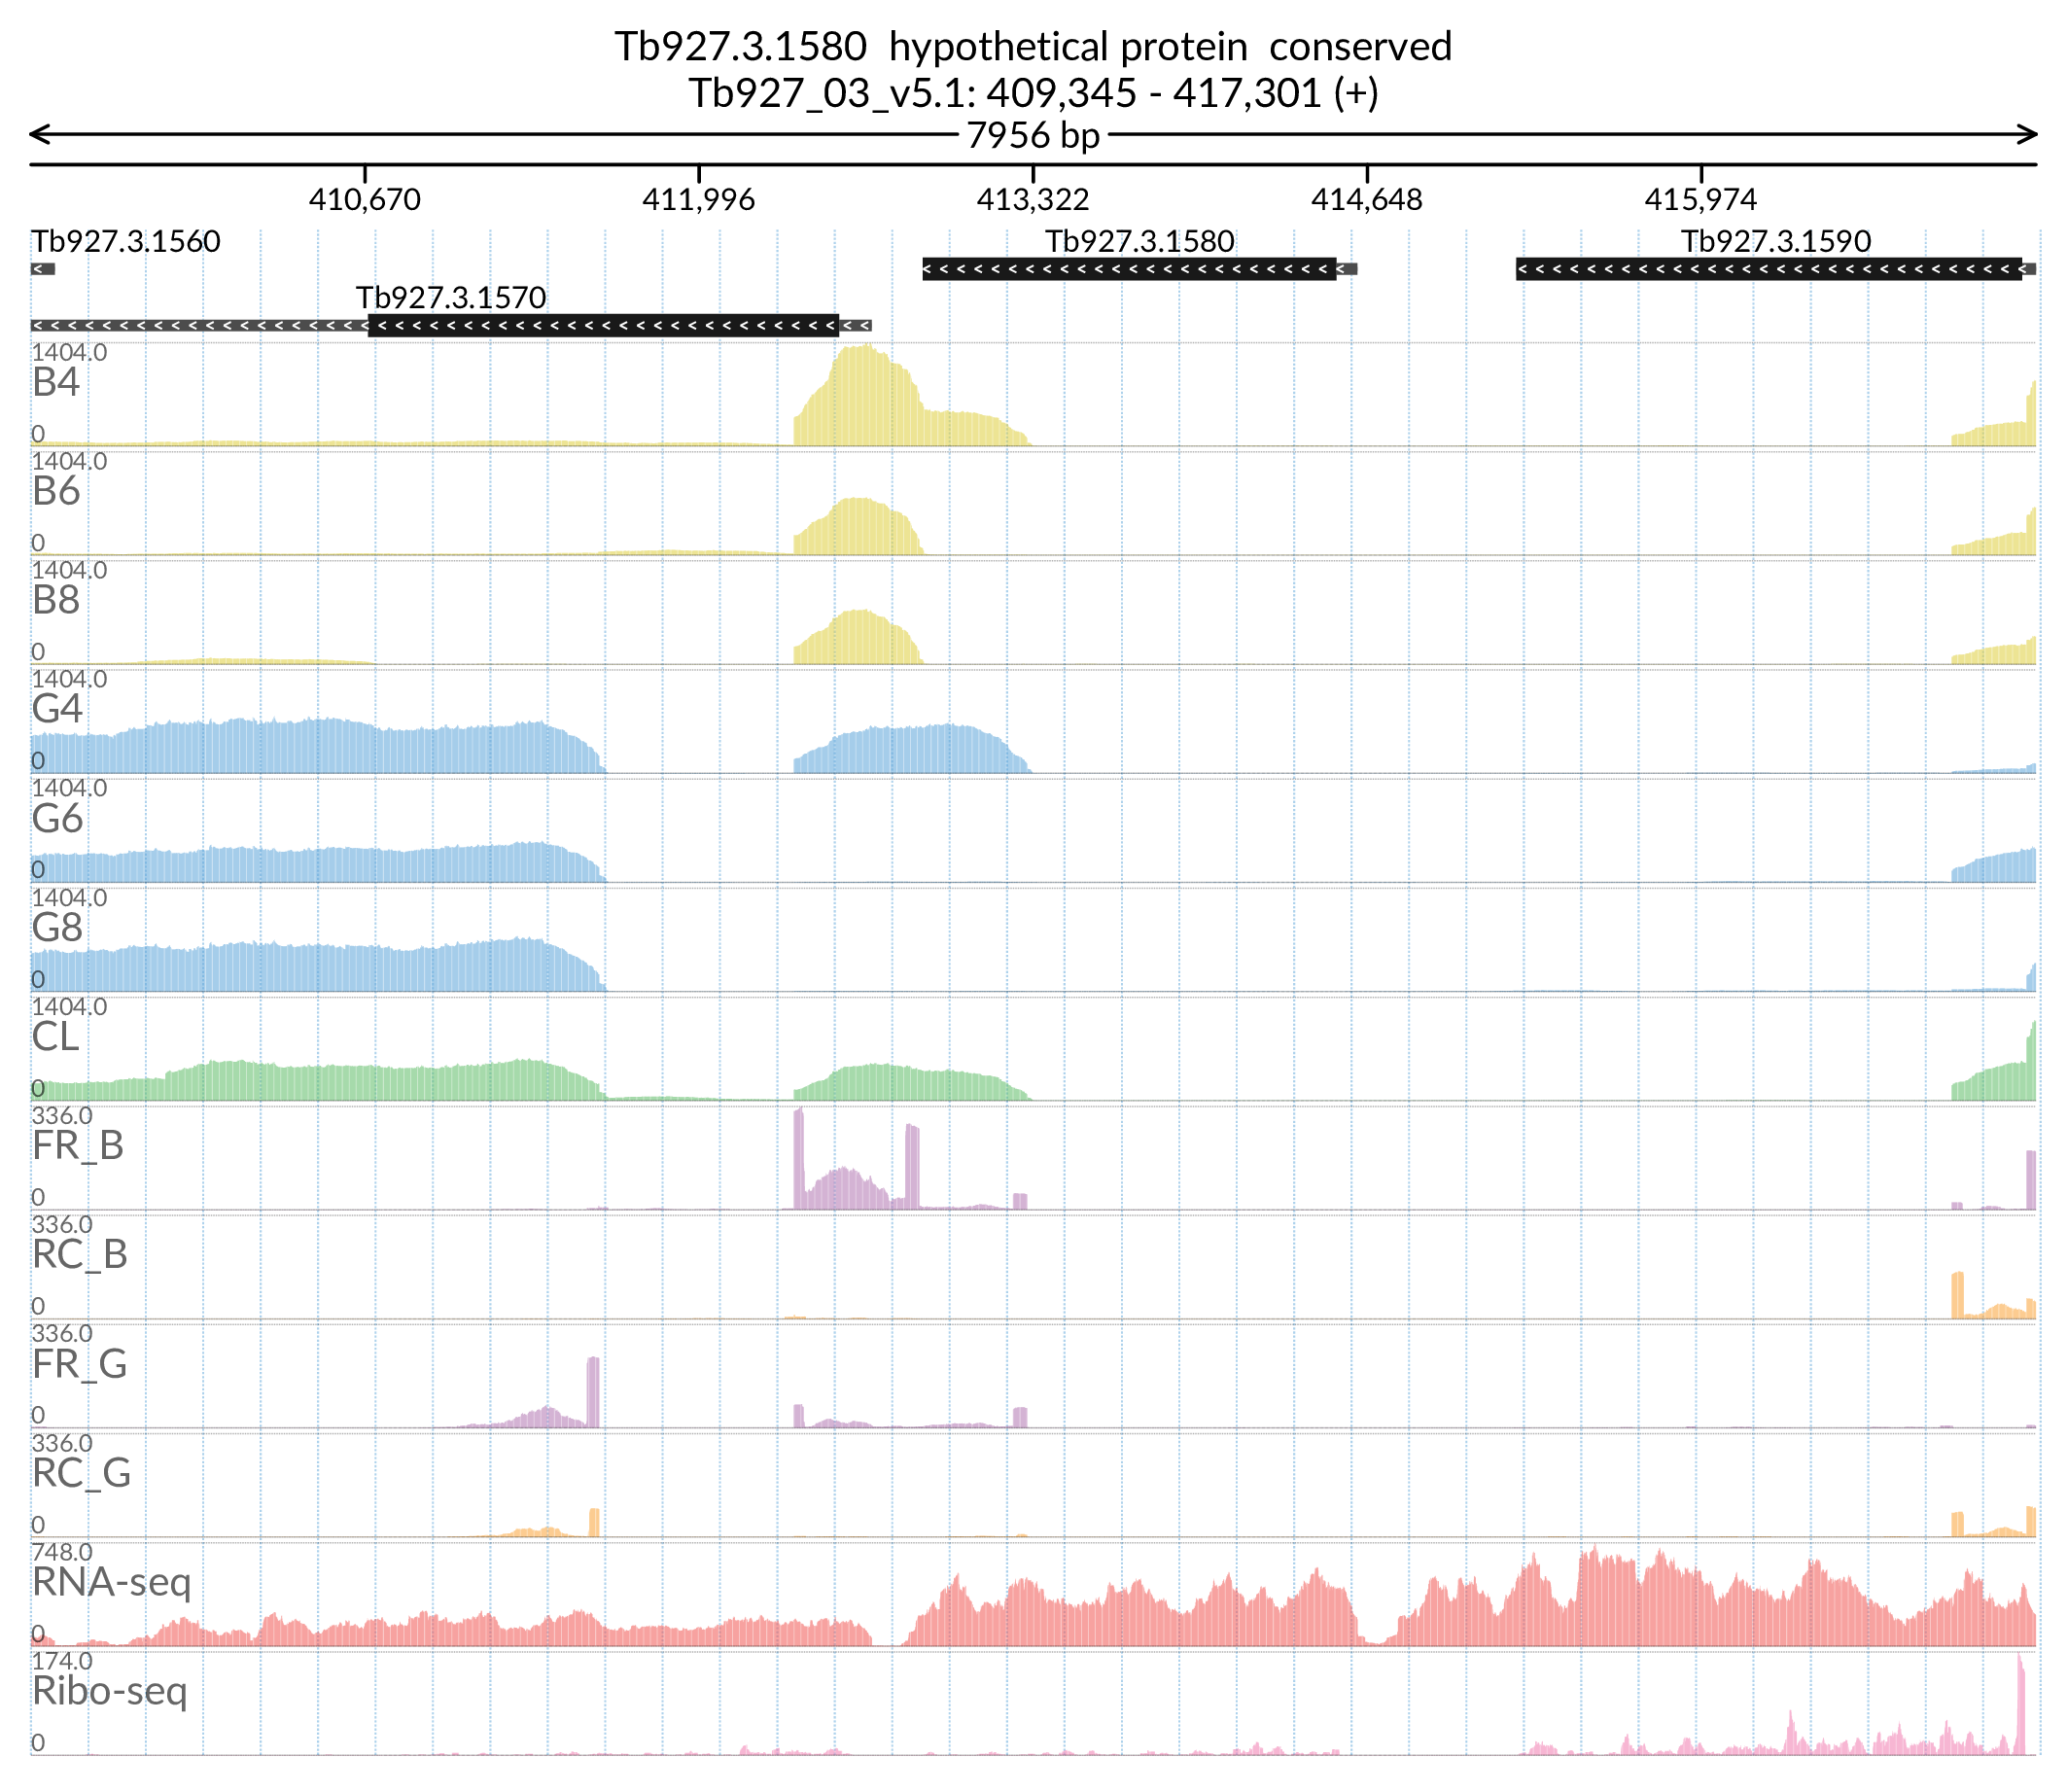 Tb927.3.1580 hypothetical protein conserved
Tb927_03_v5.1: 409,345 - 417,301 (+)
7956 bp
410,670 411,996 413,322 414,648 415,974
Tb927.3.1560 Tb927.3.1580 Tb927.3.1590
Tb927.3.1570
1404.0
B4
0
1404.0
B6
0
1404.0
B8
0
1404.0
G4
0
1404.0
G6
0
1404.0
G8
0
1404.0
CL
0
336.0
FR_B
0
336.0
RC_B
0
336.0
FR_G
0
336.0
RC_G
0
748.0
RNA-seq
0
174.0
Ribo-seq
0